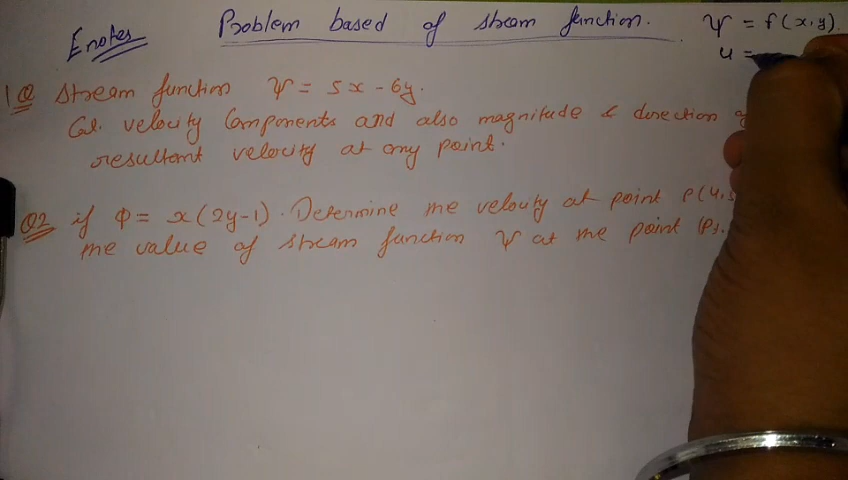 Enotes
Problem based of stream function.
ψ = f(x,y)
u =
1Q Stream function ψ = 5x - 6y.
Cal. velocity Components and also magnitude & direction
resultant velocity at any point.
Q2 if φ = x(2y-1). Determine the velocity at point P(4,
the value of stream function ψ at the point (P).